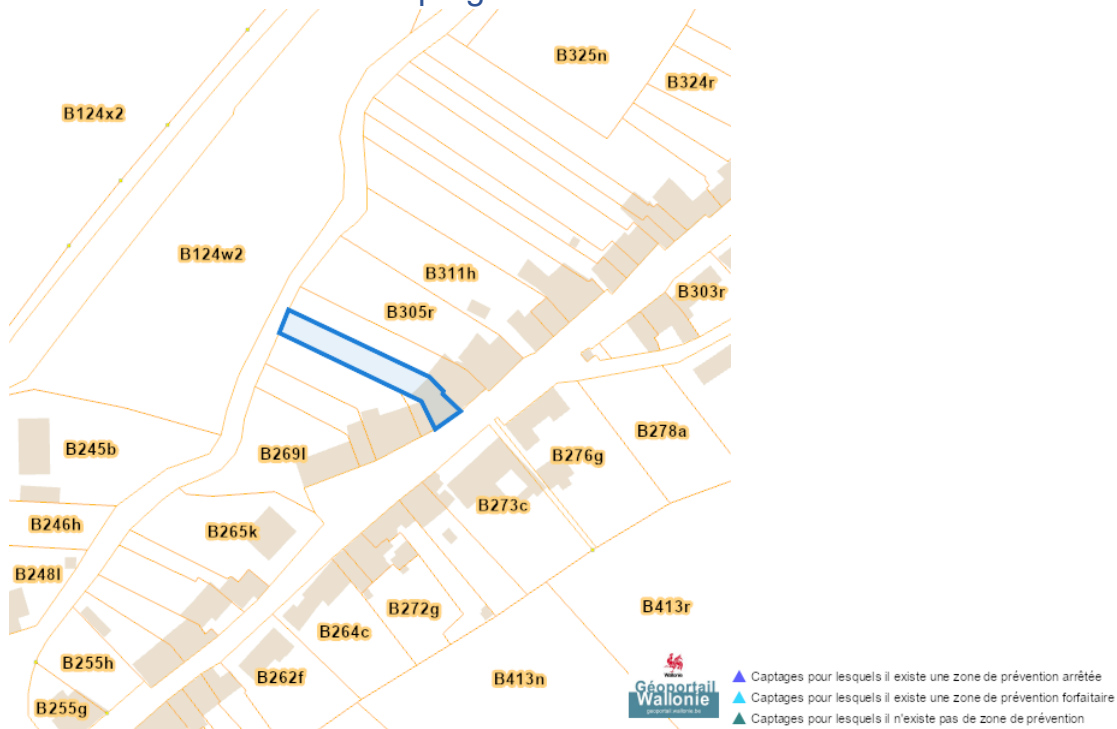 B325n
B324r
B124x2
B124w2
B311h
B303r
B305r
B278a
B245b
B269l
B276g
B273c
B246h
B265k
B248l
B272g
B413r
B264c
B255h
B262f
B413n
B255g
Wallonie
Géoportail
Wallonie
geoportail.wallonie.be
Captages pour lesquels il existe une zone de prévention arrêtée
Captages pour lesquels il existe une zone de prévention forfaitaire
Captages pour lesquels il n'existe pas de zone de prévention